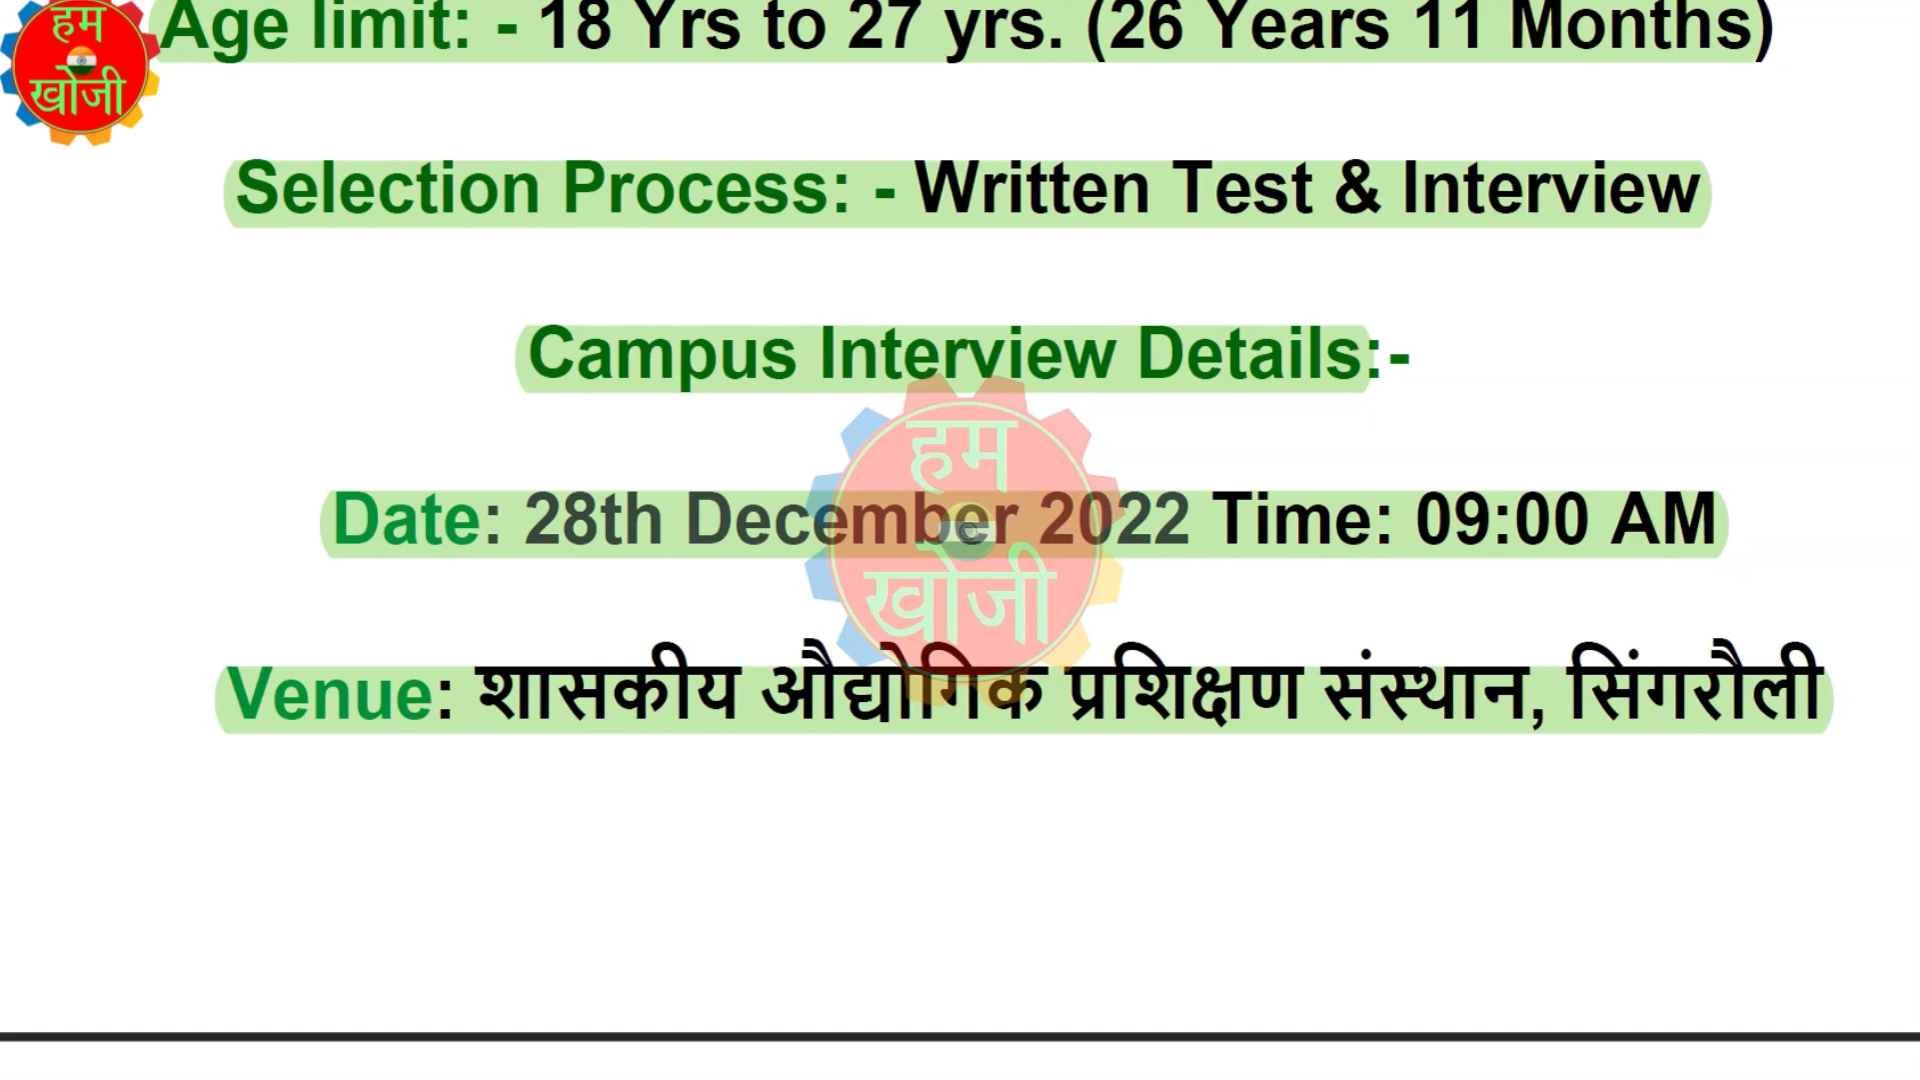 हम
खोजी
Age limit: - 18 Yrs to 27 yrs. (26 Years 11 Months)
Selection Process: - Written Test & Interview
Campus Interview Details:-
हम
Date: 28th December 2022 Time: 09:00 AM
©
खोजी
Venue: शासकीय औद्योगिक प्रशिक्षण संस्थान, सिंगरौली